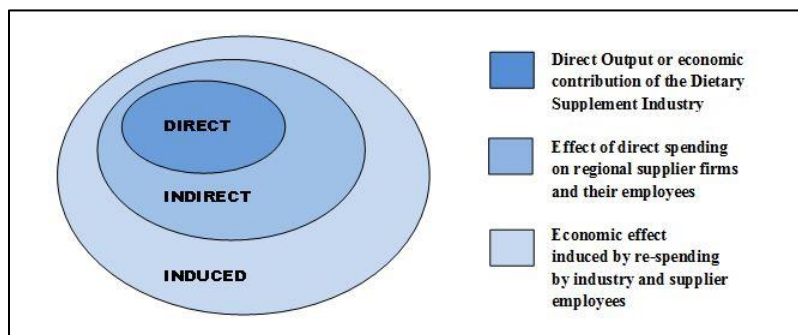 DIRECT
INDIRECT
INDUCED
Direct Output or economic
contribution of the Dietary
Supplement Industry
Effect of direct spending
on regional supplier firms
and their employees
Economic effect
induced by re-spending
by industry and supplier
employees